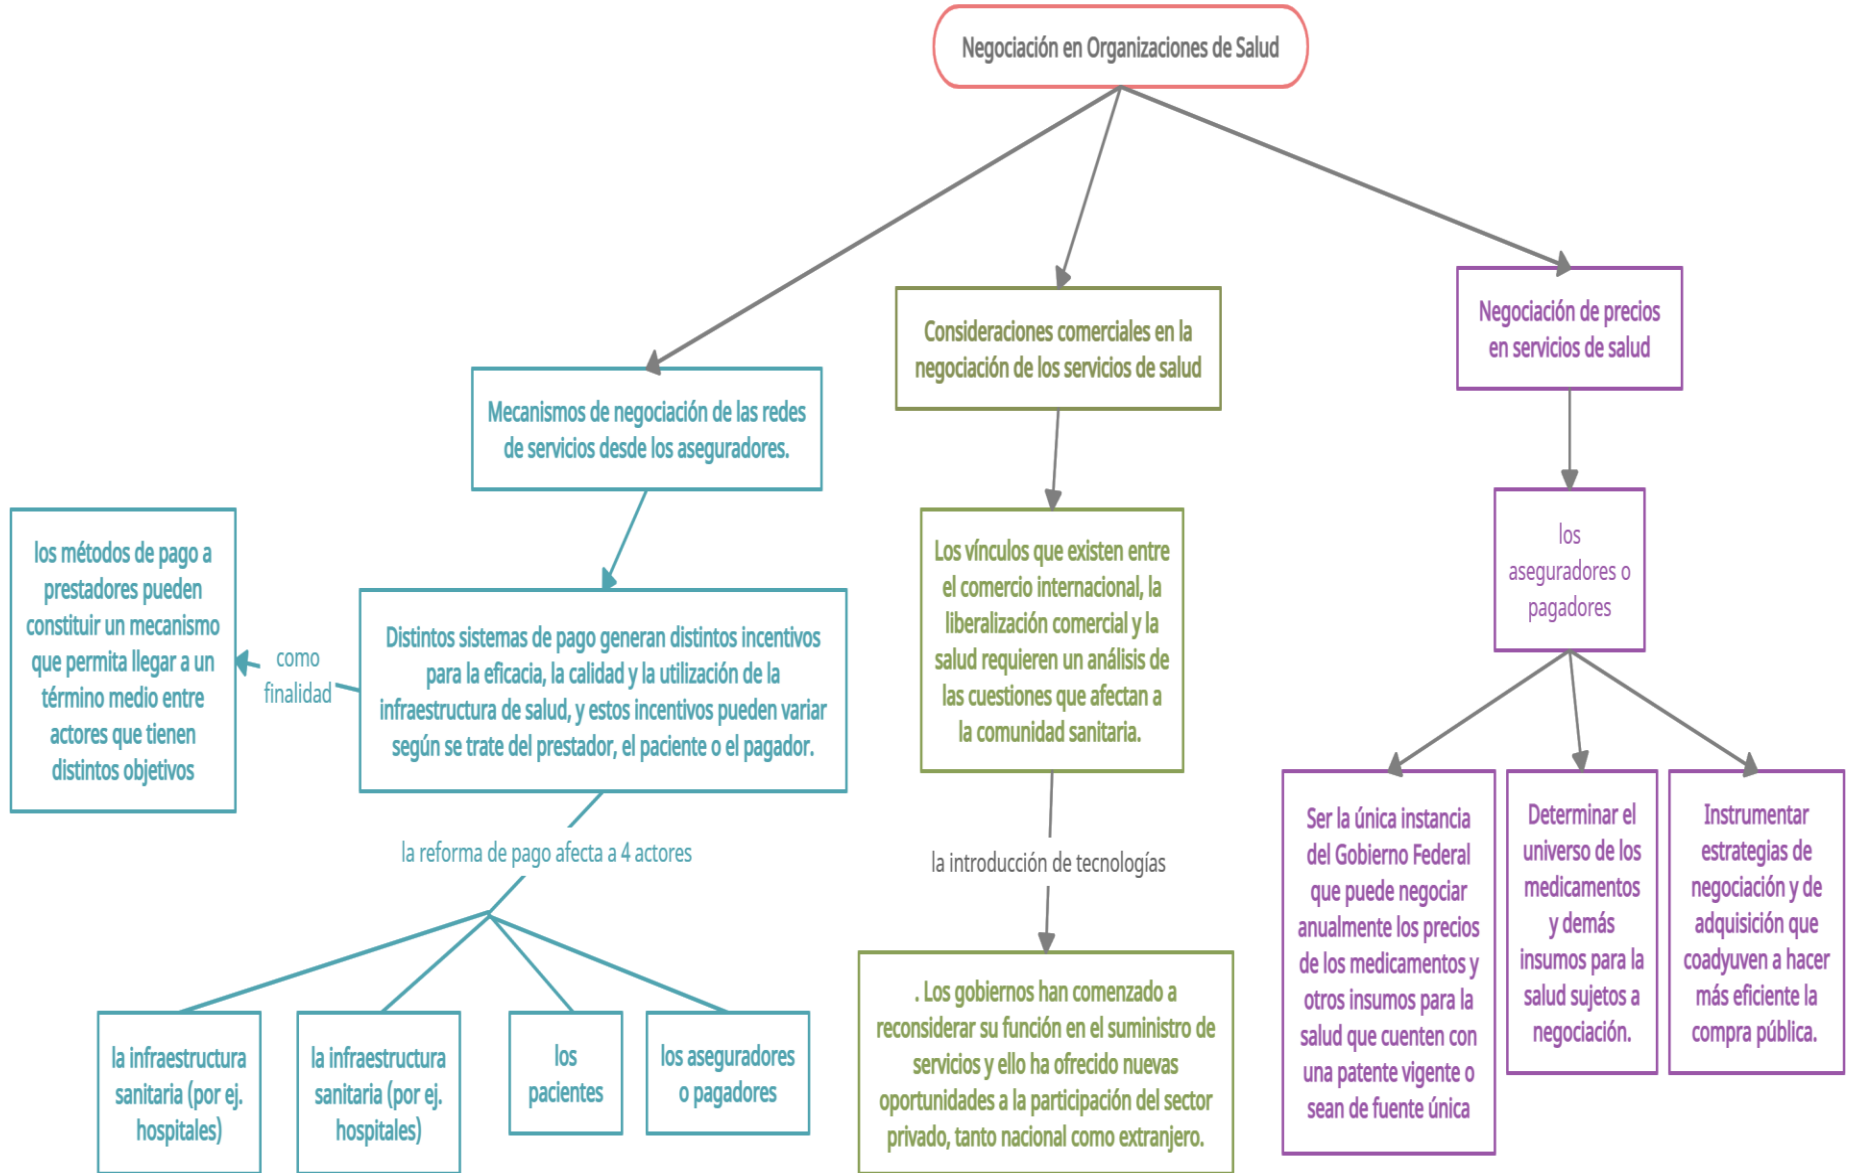 Negociación en Organizaciones de Salud
Mecanismos de negociación de las redes
de servicios desde los aseguradores.
Distintos sistemas de pago generan distintos incentivos
para la eficacia, la calidad y la utilización de la
infraestructura de salud, y estos incentivos pueden variar
según se trate del prestador, el paciente o el pagador.
como
finalidad
los métodos de pago a
prestadores pueden
constituir un mecanismo
que permita llegar a un
término medio entre
actores que tienen
distintos objetivos
la reforma de pago afecta a 4 actores
la infraestructura
sanitaria (por ej.
hospitales)
la infraestructura
sanitaria (por ej.
hospitales)
los
pacientes
los aseguradores
o pagadores
Consideraciones comerciales en la
negociación de los servicios de salud
Los vínculos que existen entre
el comercio internacional, la
liberalización comercial y la
salud requieren un análisis de
las cuestiones que afectan a
la comunidad sanitaria.
la introducción de tecnologías
. Los gobiernos han comenzado a
reconsiderar su función en el suministro de
servicios y ello ha ofrecido nuevas
oportunidades a la participación del sector
privado, tanto nacional como extranjero.
Negociación de precios
en servicios de salud
los
aseguradores o
pagadores
Ser la única instancia
del Gobierno Federal
que puede negociar
anualmente los precios
de los medicamentos y
otros insumos para la
salud que cuenten con
una patente vigente o
sean de fuente única
Determinar el
universo de los
medicamentos
y demás
insumos para la
salud sujetos a
negociación.
Instrumentar
estrategias de
negociación y de
adquisición que
coadyuven a hacer
más eficiente la
compra pública.